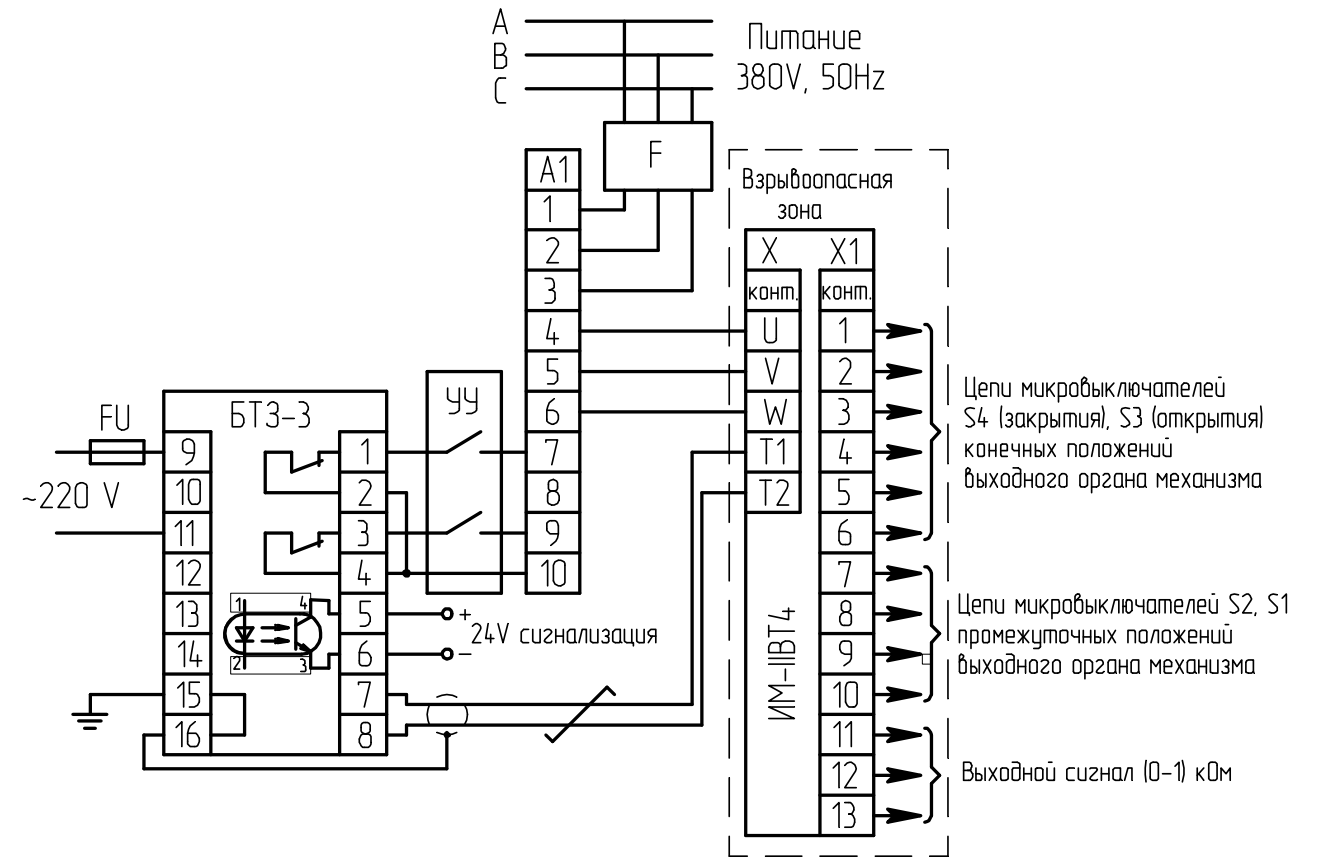 A
B
C
Питание
380V, 50Hz
F
A1
1
2
3
4
5
6
7
8
9
10
Взрывоопасная
зона
X X1
конт. конт.
U 1
V 2
W 3
T1 4
T2 5
6
7
8
9
10
11
12
13
ИМ-IIВТ4
Цепи микровыключателей
S4 (закрытия), S3 (открытия)
конечных положений
выходного органа механизма
Цепи микровыключателей S2, S1
промежуточных положений
выходного органа механизма
Выходной сигнал (0-1) кОм
УУ
FU
~220 V
БТЗ-3
9 1
10 2
11 3
12 4
13 5
14 6
15 7
16 8
1 4
2 3
+
24V сигнализация
−